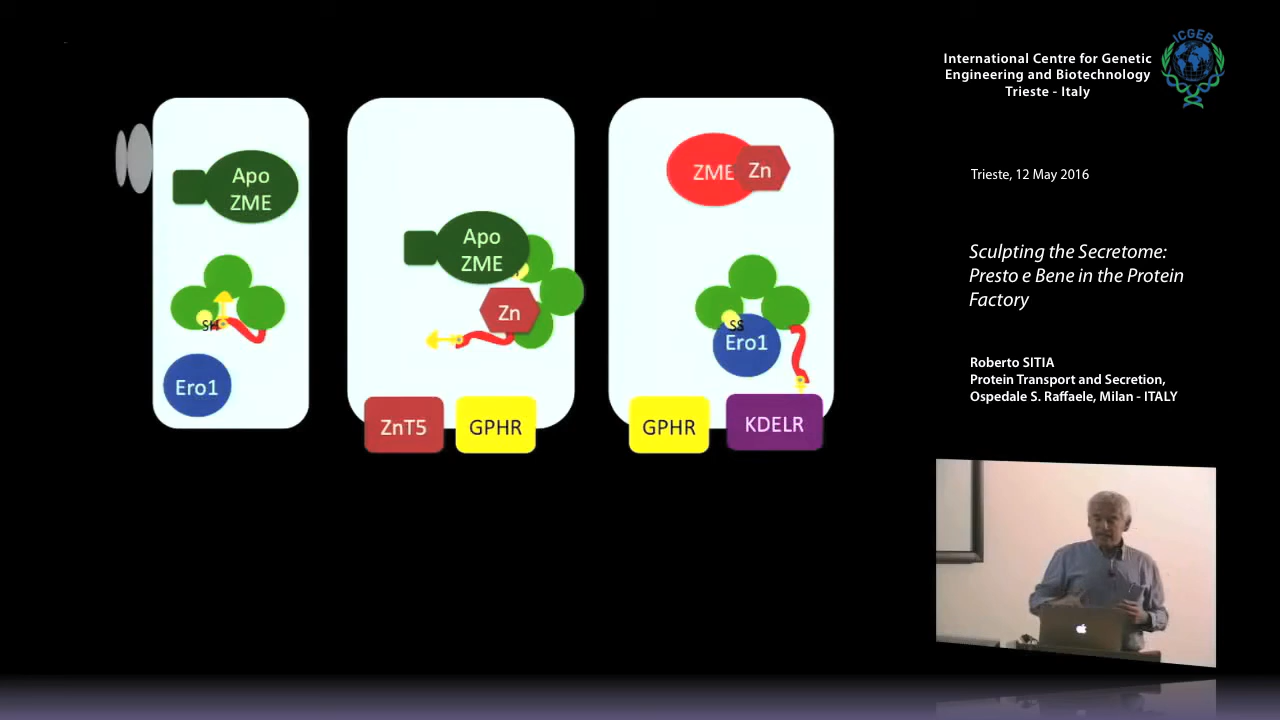 ICGEB
International Centre for Genetic
Engineering and Biotechnology
Trieste - Italy
Trieste, 12 May 2016
Sculpting the Secretome:
Presto e Bene in the Protein
Factory
Roberto SITIA
Protein Transport and Secretion,
Ospedale S. Raffaele, Milan - ITALY
Apo
ZME
SH
Ero1
Apo
ZME
Zn
ZnT5
GPHR
ZME
Zn
SS
Ero1
GPHR
KDELR